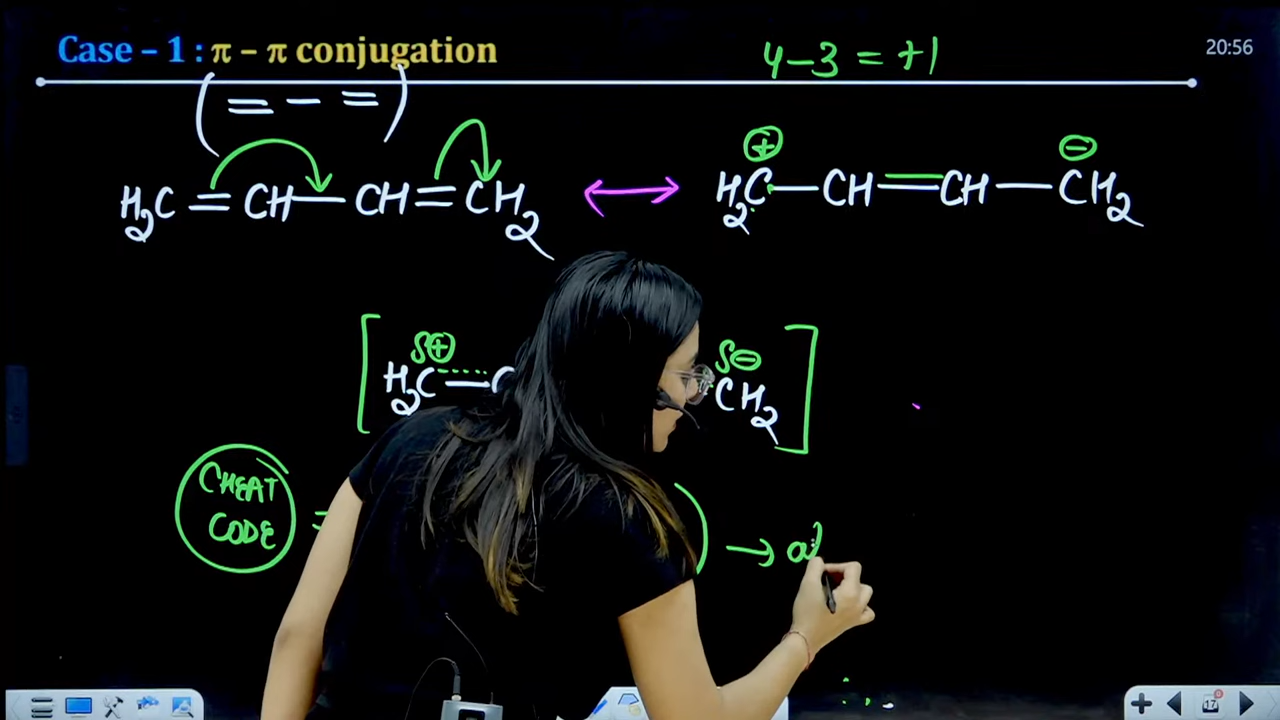 Case – 1 : π – π conjugation
4 – 3 = +1
20:56
( = – = )
H2C = CH – CH = CH2 ↔ H2C⊕ – CH = CH – CH2⊖
[ H2C – C CH2 ]
δ⊕ δ⊖
CHEAT
CODE =
) →
17